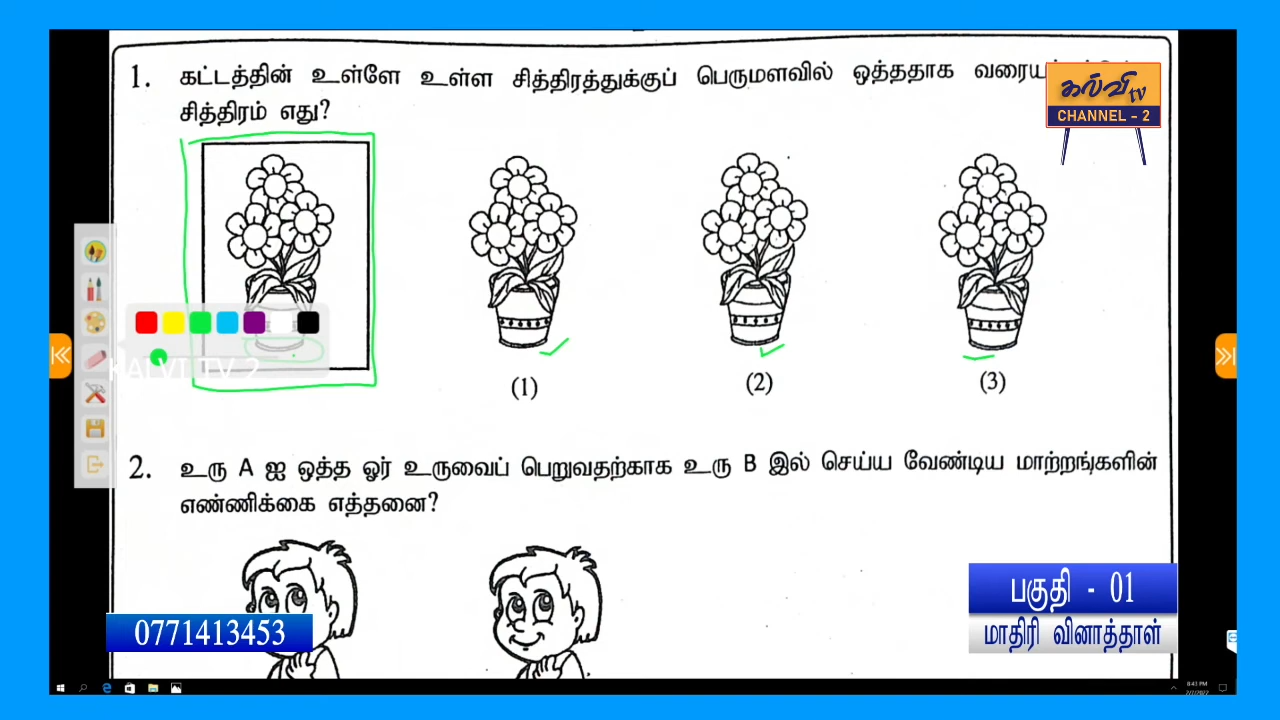 1. கட்டத்தின் உள்ளே உள்ள சித்திரத்துக்குப் பெருமளவில் ஒத்ததாக
சித்திரம் எது?
கல்வி TV
CHANNEL - 2
KALVI TV 2
(1)
(2)
(3)
2. உரு A ஐ ஒத்த ஓர் உருவைப் பெறுவதற்காக உரு B இல் செய்ய வேண்டிய மாற்றங்களின்
எண்ணிக்கை எத்தனை?
பகுதி - 01
மாதிரி வினாத்தாள்
0771413453